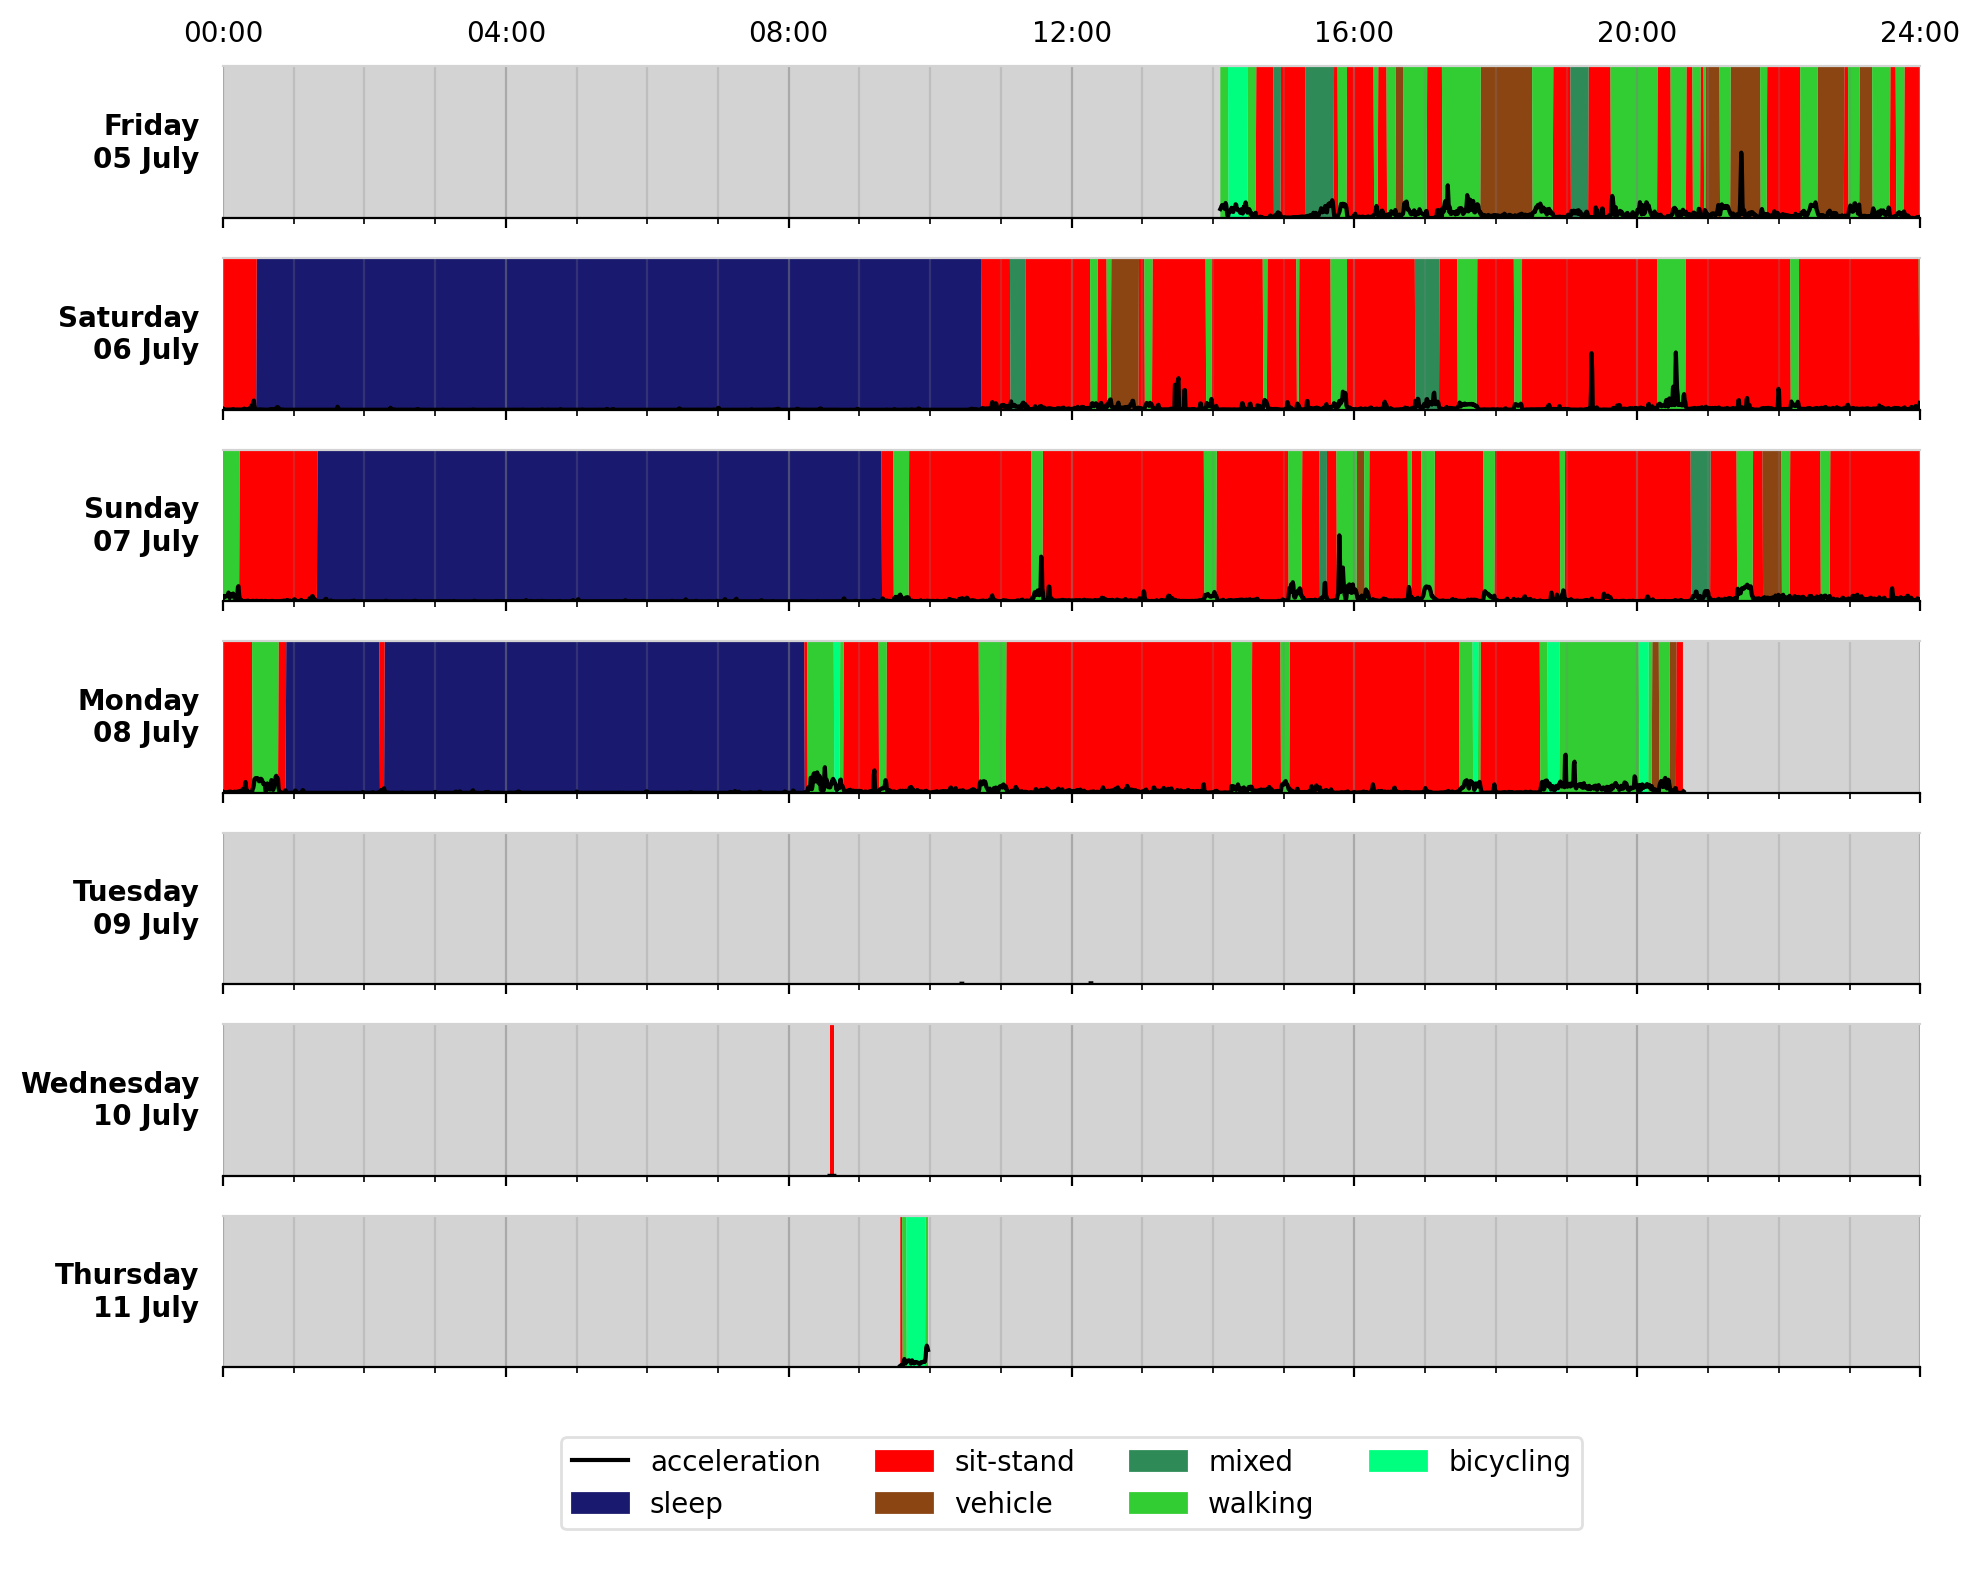 00:00 04:00 08:00 12:00 16:00 20:00 24:00
Friday
05 July
Saturday
06 July
Sunday
07 July
Monday
08 July
Tuesday
09 July
Wednesday
10 July
Thursday
11 July
acceleration sit-stand mixed bicycling
sleep vehicle walking